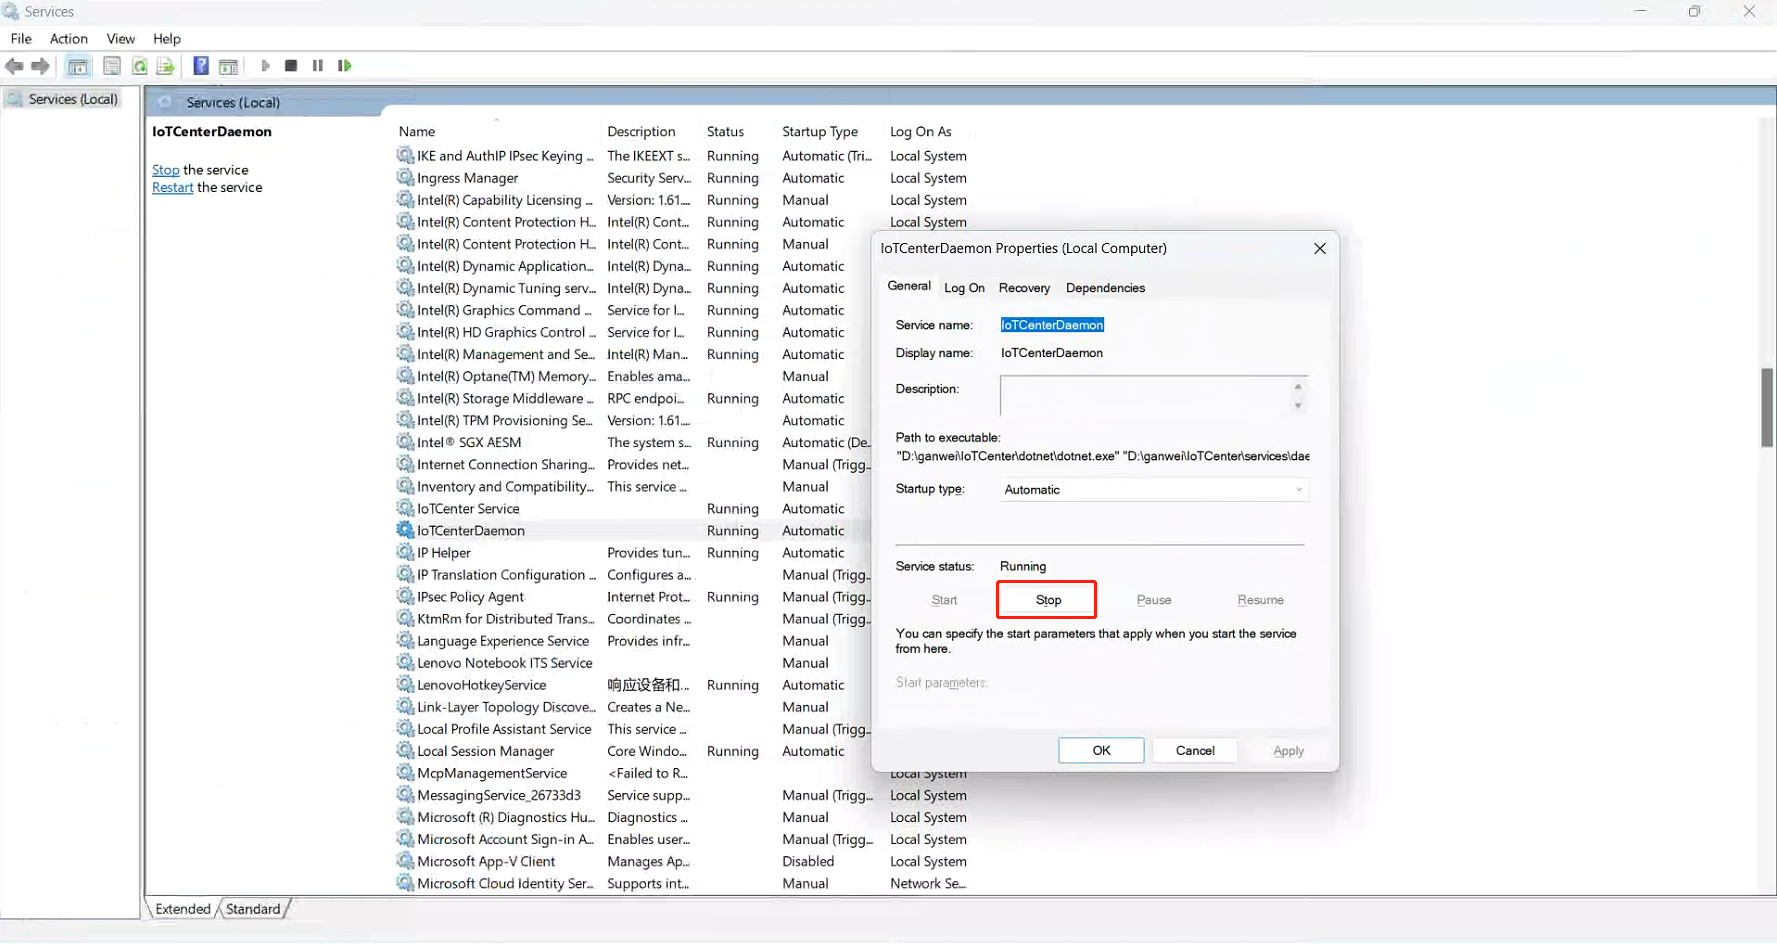 Services
File Action View Help
Services (Local)
Services (Local)
IoTCenterDaemon
Stop the service
Restart the service
Name Description Status Startup Type Log On As
IKE and AuthIP IPsec Keying ... The IKEEXT s... Running Automatic (Tri... Local System
Ingress Manager Security Serv... Running Automatic Local System
Intel(R) Capability Licensing ... Version: 1.61.... Running Manual Local System
Intel(R) Content Protection H... Intel(R) Cont... Running Automatic Local System
Intel(R) Content Protection H... Intel(R) Cont... Running Manual
Intel(R) Dynamic Application... Intel(R) Dyna... Running Automatic
Intel(R) Dynamic Tuning serv... Intel(R) Dyna... Running Automatic
Intel(R) Graphics Command ... Service for I... Running Automatic
Intel(R) HD Graphics Control ... Service for I... Running Automatic
Intel(R) Management and Se... Intel(R) Man... Running Automatic
Intel(R) Optane(TM) Memory... Enables ama... Manual
Intel(R) Storage Middleware ... RPC endpoi... Running Automatic
Intel(R) TPM Provisioning Se... Version: 1.61.... Automatic
Intel® SGX AESM The system s... Running Automatic (De...
Internet Connection Sharing... Provides net... Manual (Trigg...
Inventory and Compatibility... This service ... Manual
IoTCenter Service Running Automatic
IoTCenterDaemon Running Automatic
IP Helper Provides tun... Running Automatic
IP Translation Configuration ... Configures a... Manual (Trigg...
IPsec Policy Agent Internet Prot... Running Manual (Trigg...
KtmRm for Distributed Trans... Coordinates ... Manual (Trigg...
Language Experience Service Provides infr... Manual
Lenovo Notebook ITS Service Manual
LenovoHotkeyService 响应设备和... Running Automatic
Link-Layer Topology Discove... Creates a Ne... Manual
Local Profile Assistant Service This service ... Manual (Trigg...
Local Session Manager Core Windo... Running Automatic
McpManagementService <Failed to R... Manual Local System
MessagingService_26733d3 Service supp... Manual (Trigg... Local System
Microsoft (R) Diagnostics Hu... Diagnostics ... Manual Local System
Microsoft Account Sign-in A... Enables user... Manual (Trigg... Local System
Microsoft App-V Client Manages Ap... Disabled Local System
Microsoft Cloud Identity Ser... Supports int... Manual Network Se...
Extended Standard
IoTCenterDaemon Properties (Local Computer)
General Log On Recovery Dependencies
Service name: IoTCenterDaemon
Display name: IoTCenterDaemon
Description:
Path to executable:
"D:\ganwei\IoTCenter\dotnet\dotnet.exe" "D:\ganwei\IoTCenter\services\dae
Startup type: Automatic
Service status: Running
Start Stop Pause Resume
You can specify the start parameters that apply when you start the service
from here.
Start parameters:
OK Cancel Apply